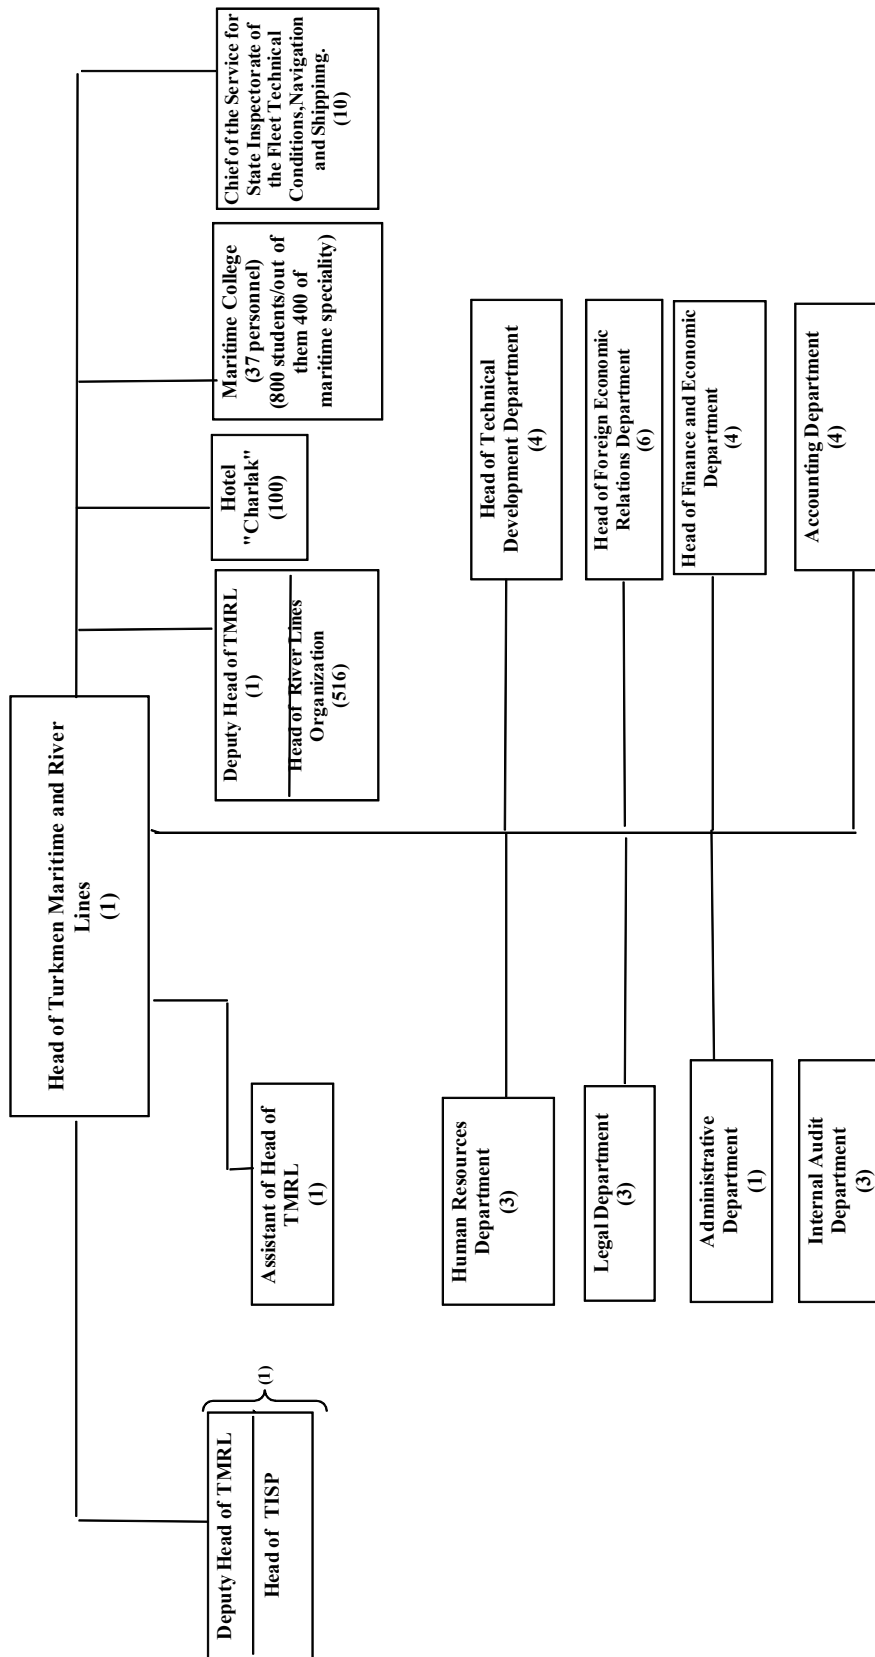 Head of Turkmen Maritime and River
Lines
(1)
Deputy Head of TMRL
Head of TISP
(1)
Assistant of Head of
TMRL
(1)
Deputy Head of TMRL
(1)
Head of River Lines
Organization
(516)
Hotel
"Charlak"
(100)
Maritime College
(37 personnel)
(800 students/out of
them 400 of
maritime speciality)
Chief of the Service for
State Inspectorate of
the Fleet Technical
Conditions,Navigation
and Shippinng.
(10)
Human Resources
Department
(3)
Head of Technical
Development Department
(4)
Legal Department
(3)
Head of Foreign Economic
Relations Department
(6)
Administrative
Department
(1)
Head of Finance and Economic
Department
(4)
Internal Audit
Department
(3)
Accounting Department
(4)